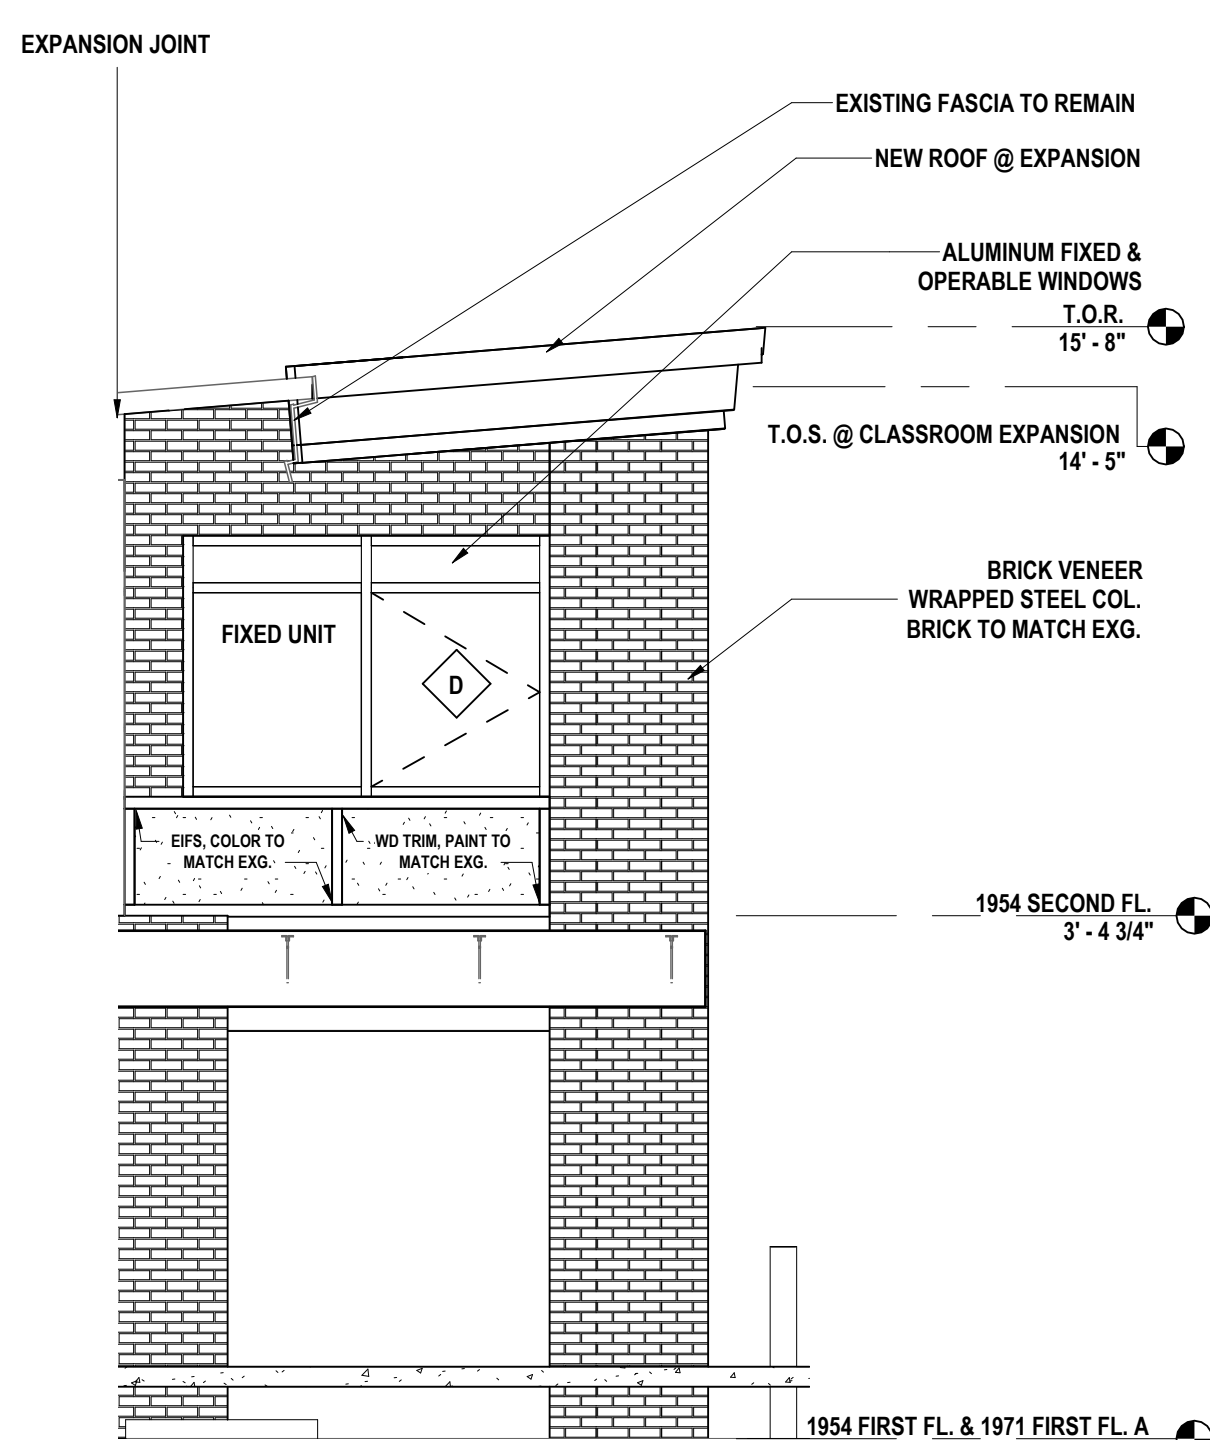 EXPANSION JOINT
EXISTING FASCIA TO REMAIN
NEW ROOF @ EXPANSION
ALUMINUM FIXED &
OPERABLE WINDOWS
T.O.R.
15' - 8"
T.O.S. @ CLASSROOM EXPANSION
14' - 5"
BRICK VENEER
WRAPPED STEEL COL.
BRICK TO MATCH EXG.
FIXED UNIT
D
EIFS, COLOR TO
MATCH EXG.
WD TRIM, PAINT TO
MATCH EXG.
1954 SECOND FL.
3' - 4 3/4"
1954 FIRST FL. & 1971 FIRST FL. A